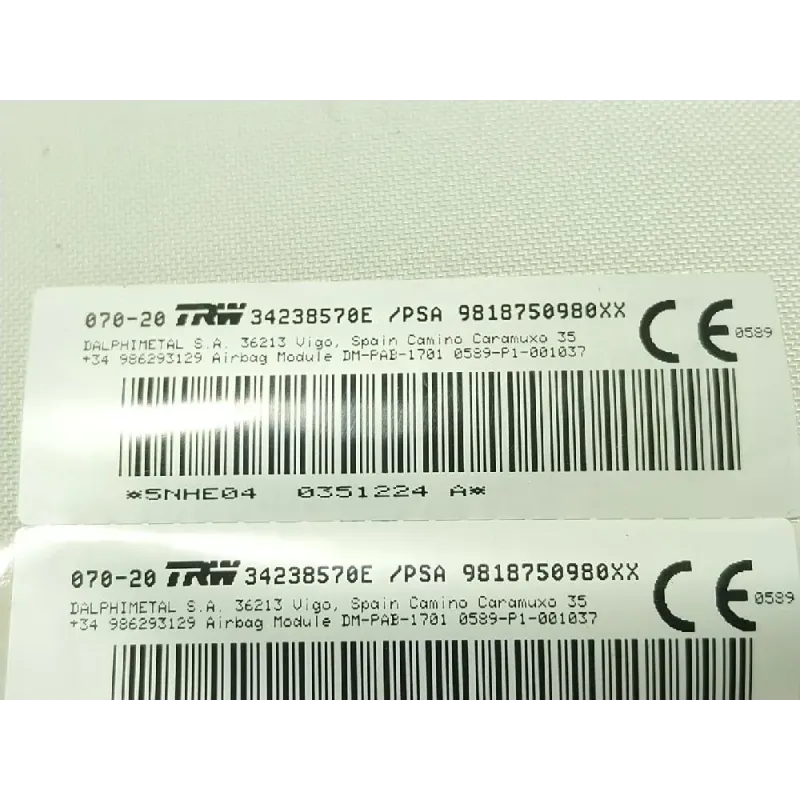 070-20 TRW 34238570E /PSA 9818750980XX CE 0589
DALPHIMETAL S.A. 36213 Vigo, Spain Camino Caramuxo 35
+34 986293129 Airbag Module DM-PAB-1701 0589-P1-001037
*5NHE04 0351224 A*
070-20 TRW 34238570E /PSA 9818750980XX CE 0589
DALPHIMETAL S.A. 36213 Vigo, Spain Camino Caramuxo 35
+34 986293129 Airbag Module DM-PAB-1701 0589-P1-001037